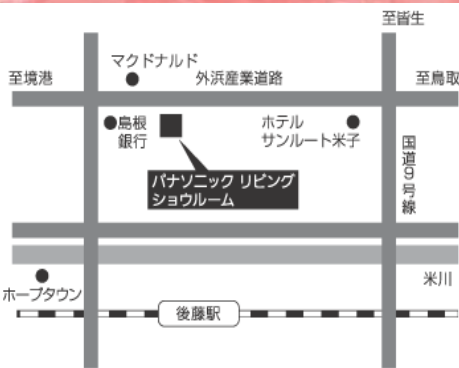 至皆生
マクドナルド
至境港
外浜産業道路
至鳥取
島根
銀行
ホテル
サンルート米子
国道9号線
パナソニック リビング
ショウルーム
米川
ホープタウン
後藤駅